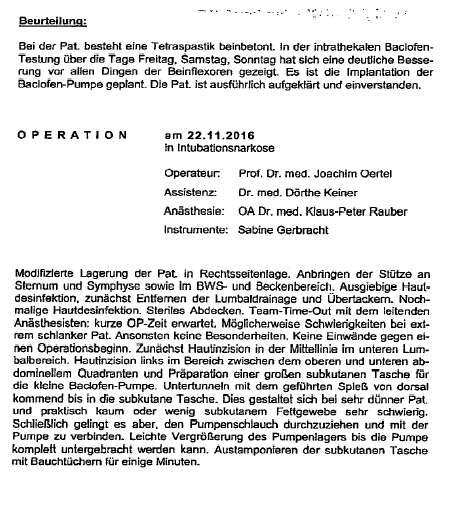 Beurteilung:
Bei der Pat. besteht eine Tetraspastik beinbetont. In der intrathekalen Baclofen-
Testung über die Tage Freitag, Samstag, Sonntag hat sich eine deutliche Besse-
rung vor allen Dingen der Beinflexoren gezeigt. Es ist die Implantation der
Baclofen-Pumpe geplant. Die Pat. ist ausführlich aufgeklärt und einverstanden.
OPERATION am 22.11.2016
in Intubationsnarkose
Operateur: Prof. Dr. med. Joachim Oertel
Assistenz: Dr. med. Dörthe Keiner
Anästhesie: OA Dr. med. Klaus-Peter Rauber
Instrumente: Sabine Gerbracht
Modifizierte Lagerung der Pat. in Rechtsseitenlage. Anbringen der Stütze an
Sternum und Symphyse sowie im BWS- und Beckenbereich. Ausgiebige Haut-
desinfektion, zunächst Entfernen der Lumbaldrainage und Übertackern. Noch-
malige Hautdesinfektion. Steriles Abdecken. Team-Time-Out mit dem leitenden
Anästhesisten: kurze OP-Zeit erwartet. Möglicherweise Schwierigkeiten bei ext-
rem schlanker Pat. Ansonsten keine Besonderheiten. Keine Einwände gegen ei-
nen Operationsbeginn. Zunächst Hautinzision in der Mittellinie im unteren Lum-
balbereich. Hautinzision links im Bereich zwischen dem oberen und unteren ab-
dominellem Quadranten und Präparation einer großen subkutanen Tasche für
die kleine Baclofen-Pumpe. Untertunneln mit dem geführten Spieß von dorsal
kommend bis in die subkutane Tasche. Dies gestaltet sich bei sehr dünner Pat.
und praktisch kaum oder wenig subkutanem Fettgewebe sehr schwierig.
Schließlich gelingt es aber, den Pumpenschlauch durchzuziehen und mit der
Pumpe zu verbinden. Leichte Vergrößerung des Pumpenlagers bis die Pumpe
komplett untergebracht werden kann. Austamponieren der subkutanen Tasche
mit Bauchtüchern für einige Minuten.